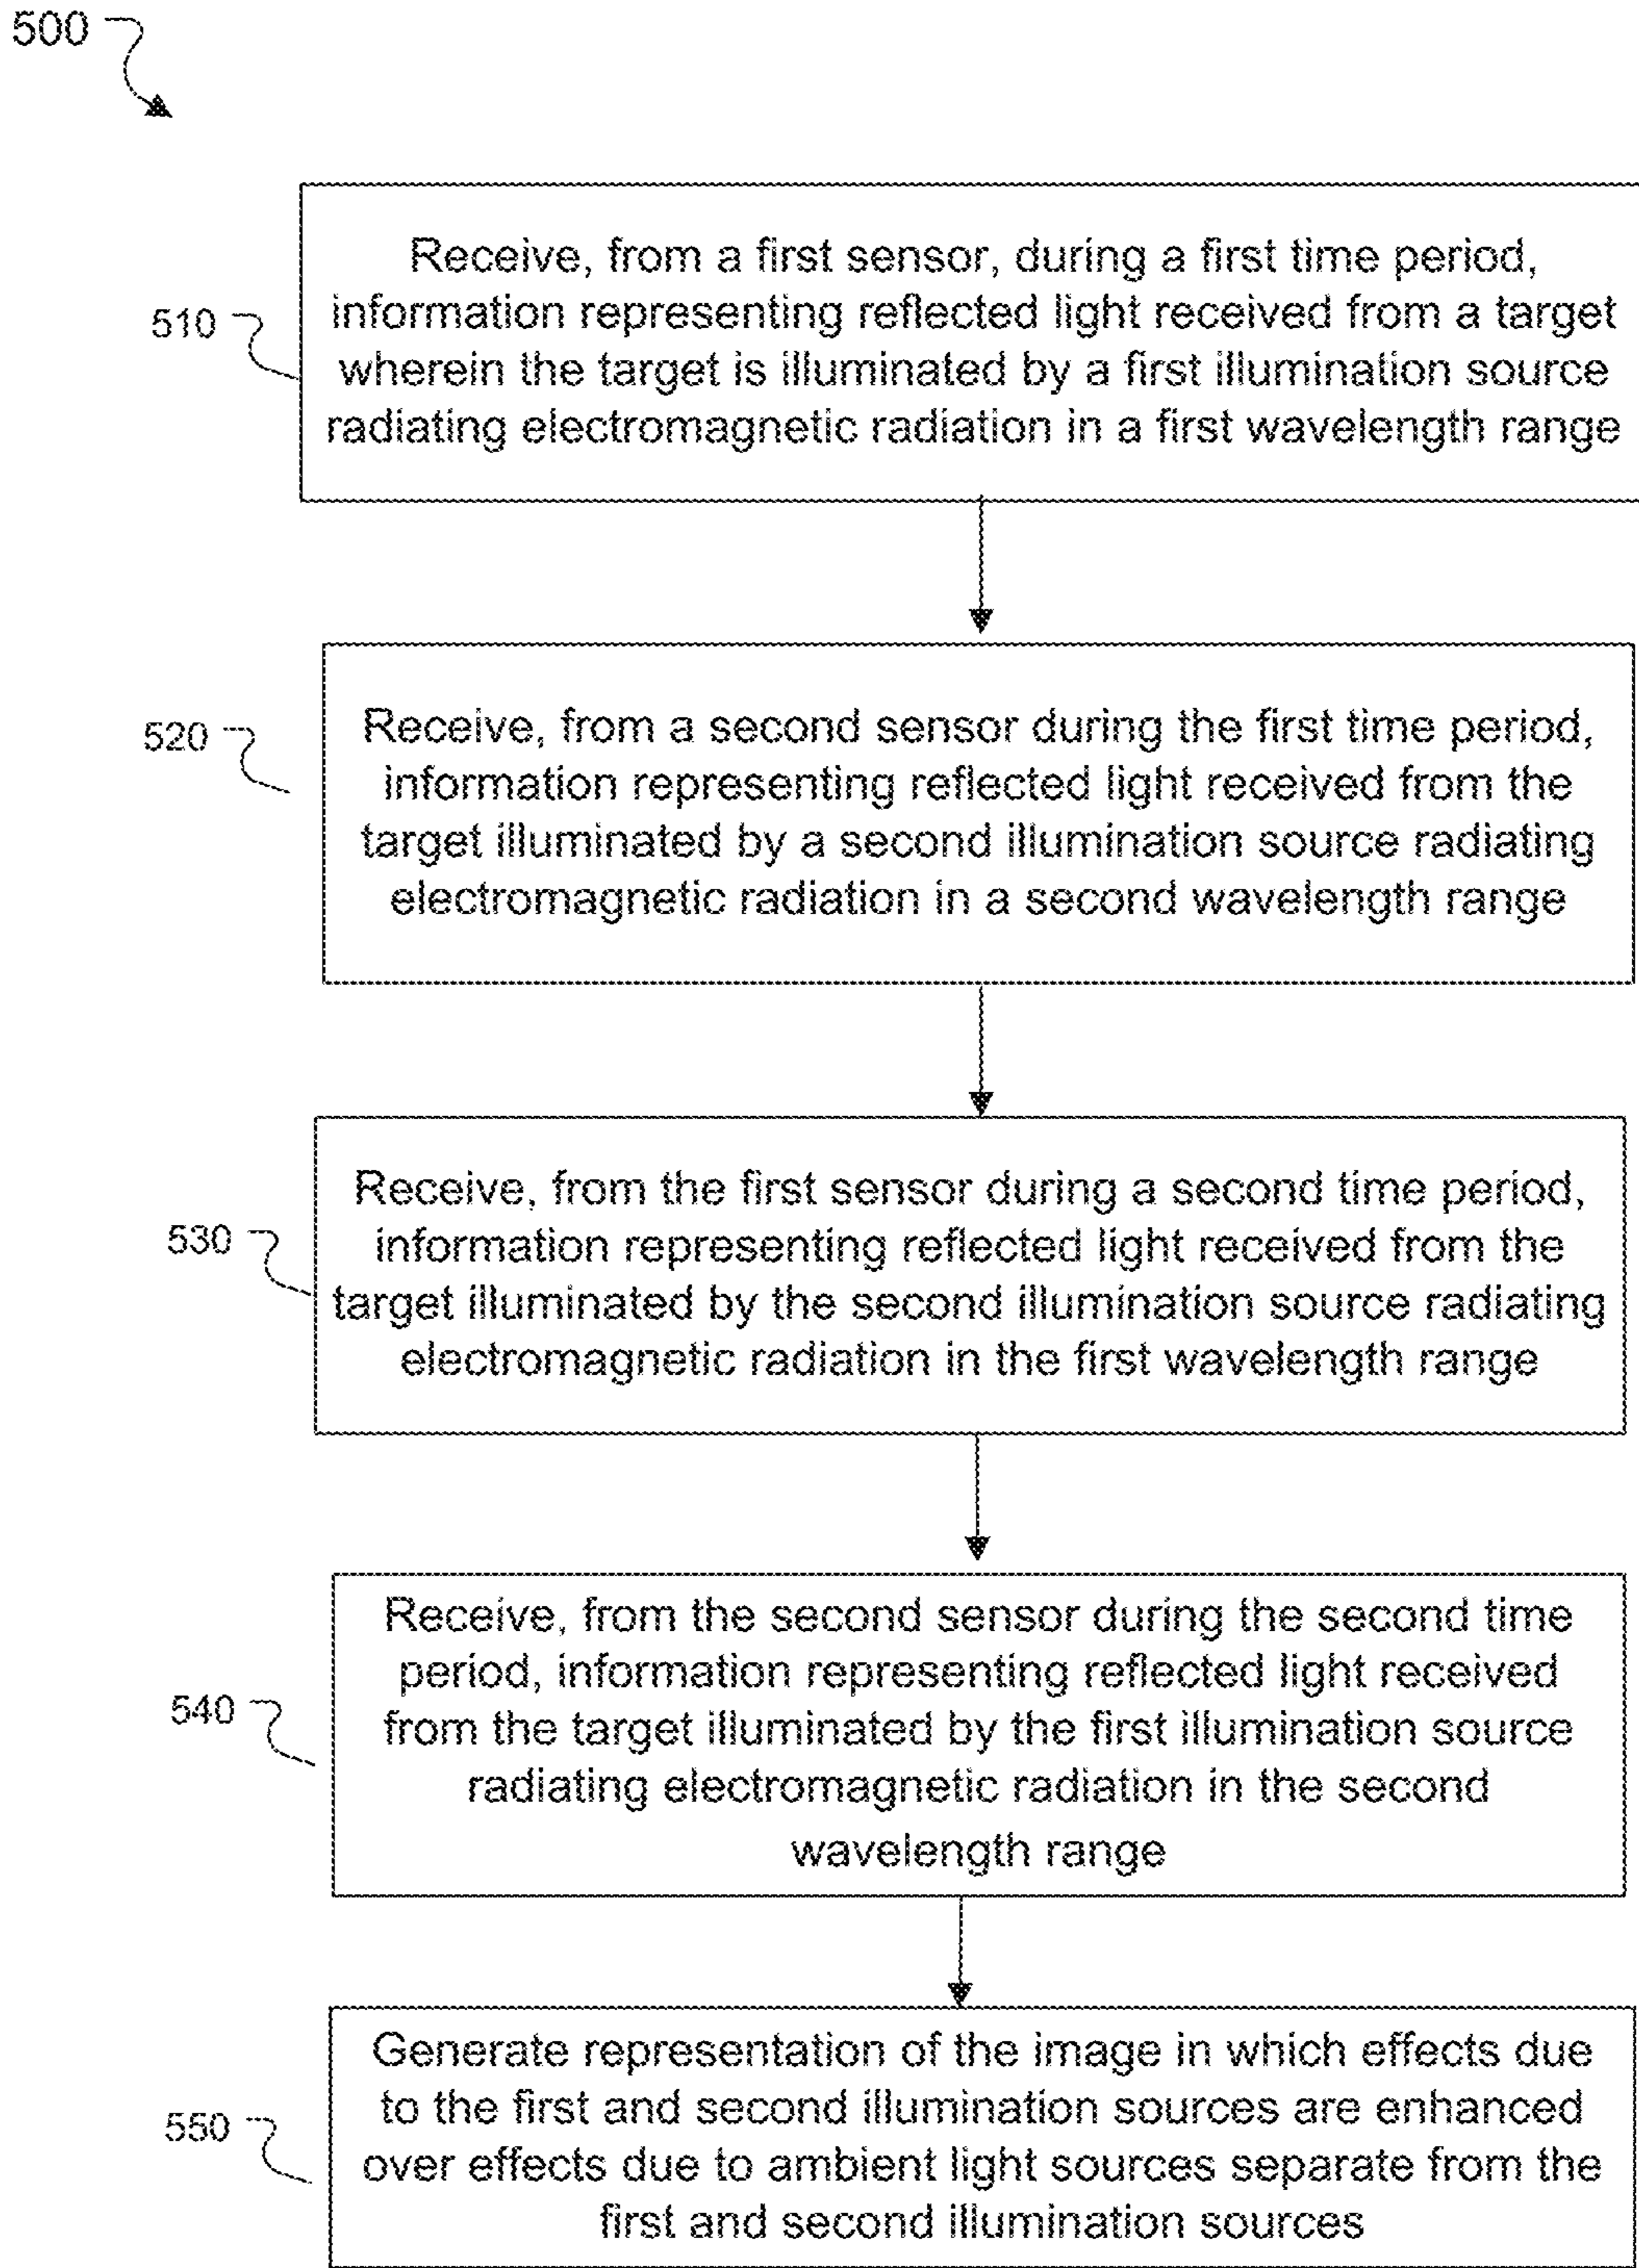 500
510
Receive, from a first sensor, during a first time period,
information representing reflected light received from a target
wherein the target is illuminated by a first illumination source
radiating electromagnetic radiation in a first wavelength range
520
Receive, from a second sensor during the first time period,
information representing reflected light received from the
target illuminated by a second illumination source radiating
electromagnetic radiation in a second wavelength range
530
Receive, from the first sensor during a second time period,
information representing reflected light received from the
target illuminated by the second illumination source radiating
electromagnetic radiation in the first wavelength range
540
Receive, from the second sensor during the second time
period, information representing reflected light received
from the target illuminated by the first illumination source
radiating electromagnetic radiation in the second
wavelength range
550
Generate representation of the image in which effects due
to the first and second illumination sources are enhanced
over effects due to ambient light sources separate from the
first and second illumination sources